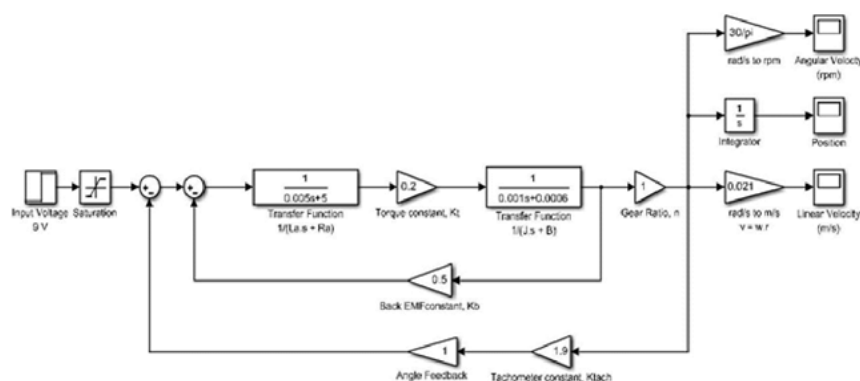 30/pi
rad/s to rpm
Angular Velocity
(rpm)
1
s
Integrator
Position
Input Voltage
9 V
Saturation
1
0.005s+5
Transfer Function
1/(La.s + Ra)
0.2
Torque constant, Kt
1
0.001s+0.0006
Transfer Function
1/(J.s + B)
1
Gear Ratio, n
0.021
rad/s to m/s
v = w.r
Linear Velocity
(m/s)
0.5
Back EMFconstant, Kb
1
Angle Feedback
1.9
Tachometer constant, Ktach